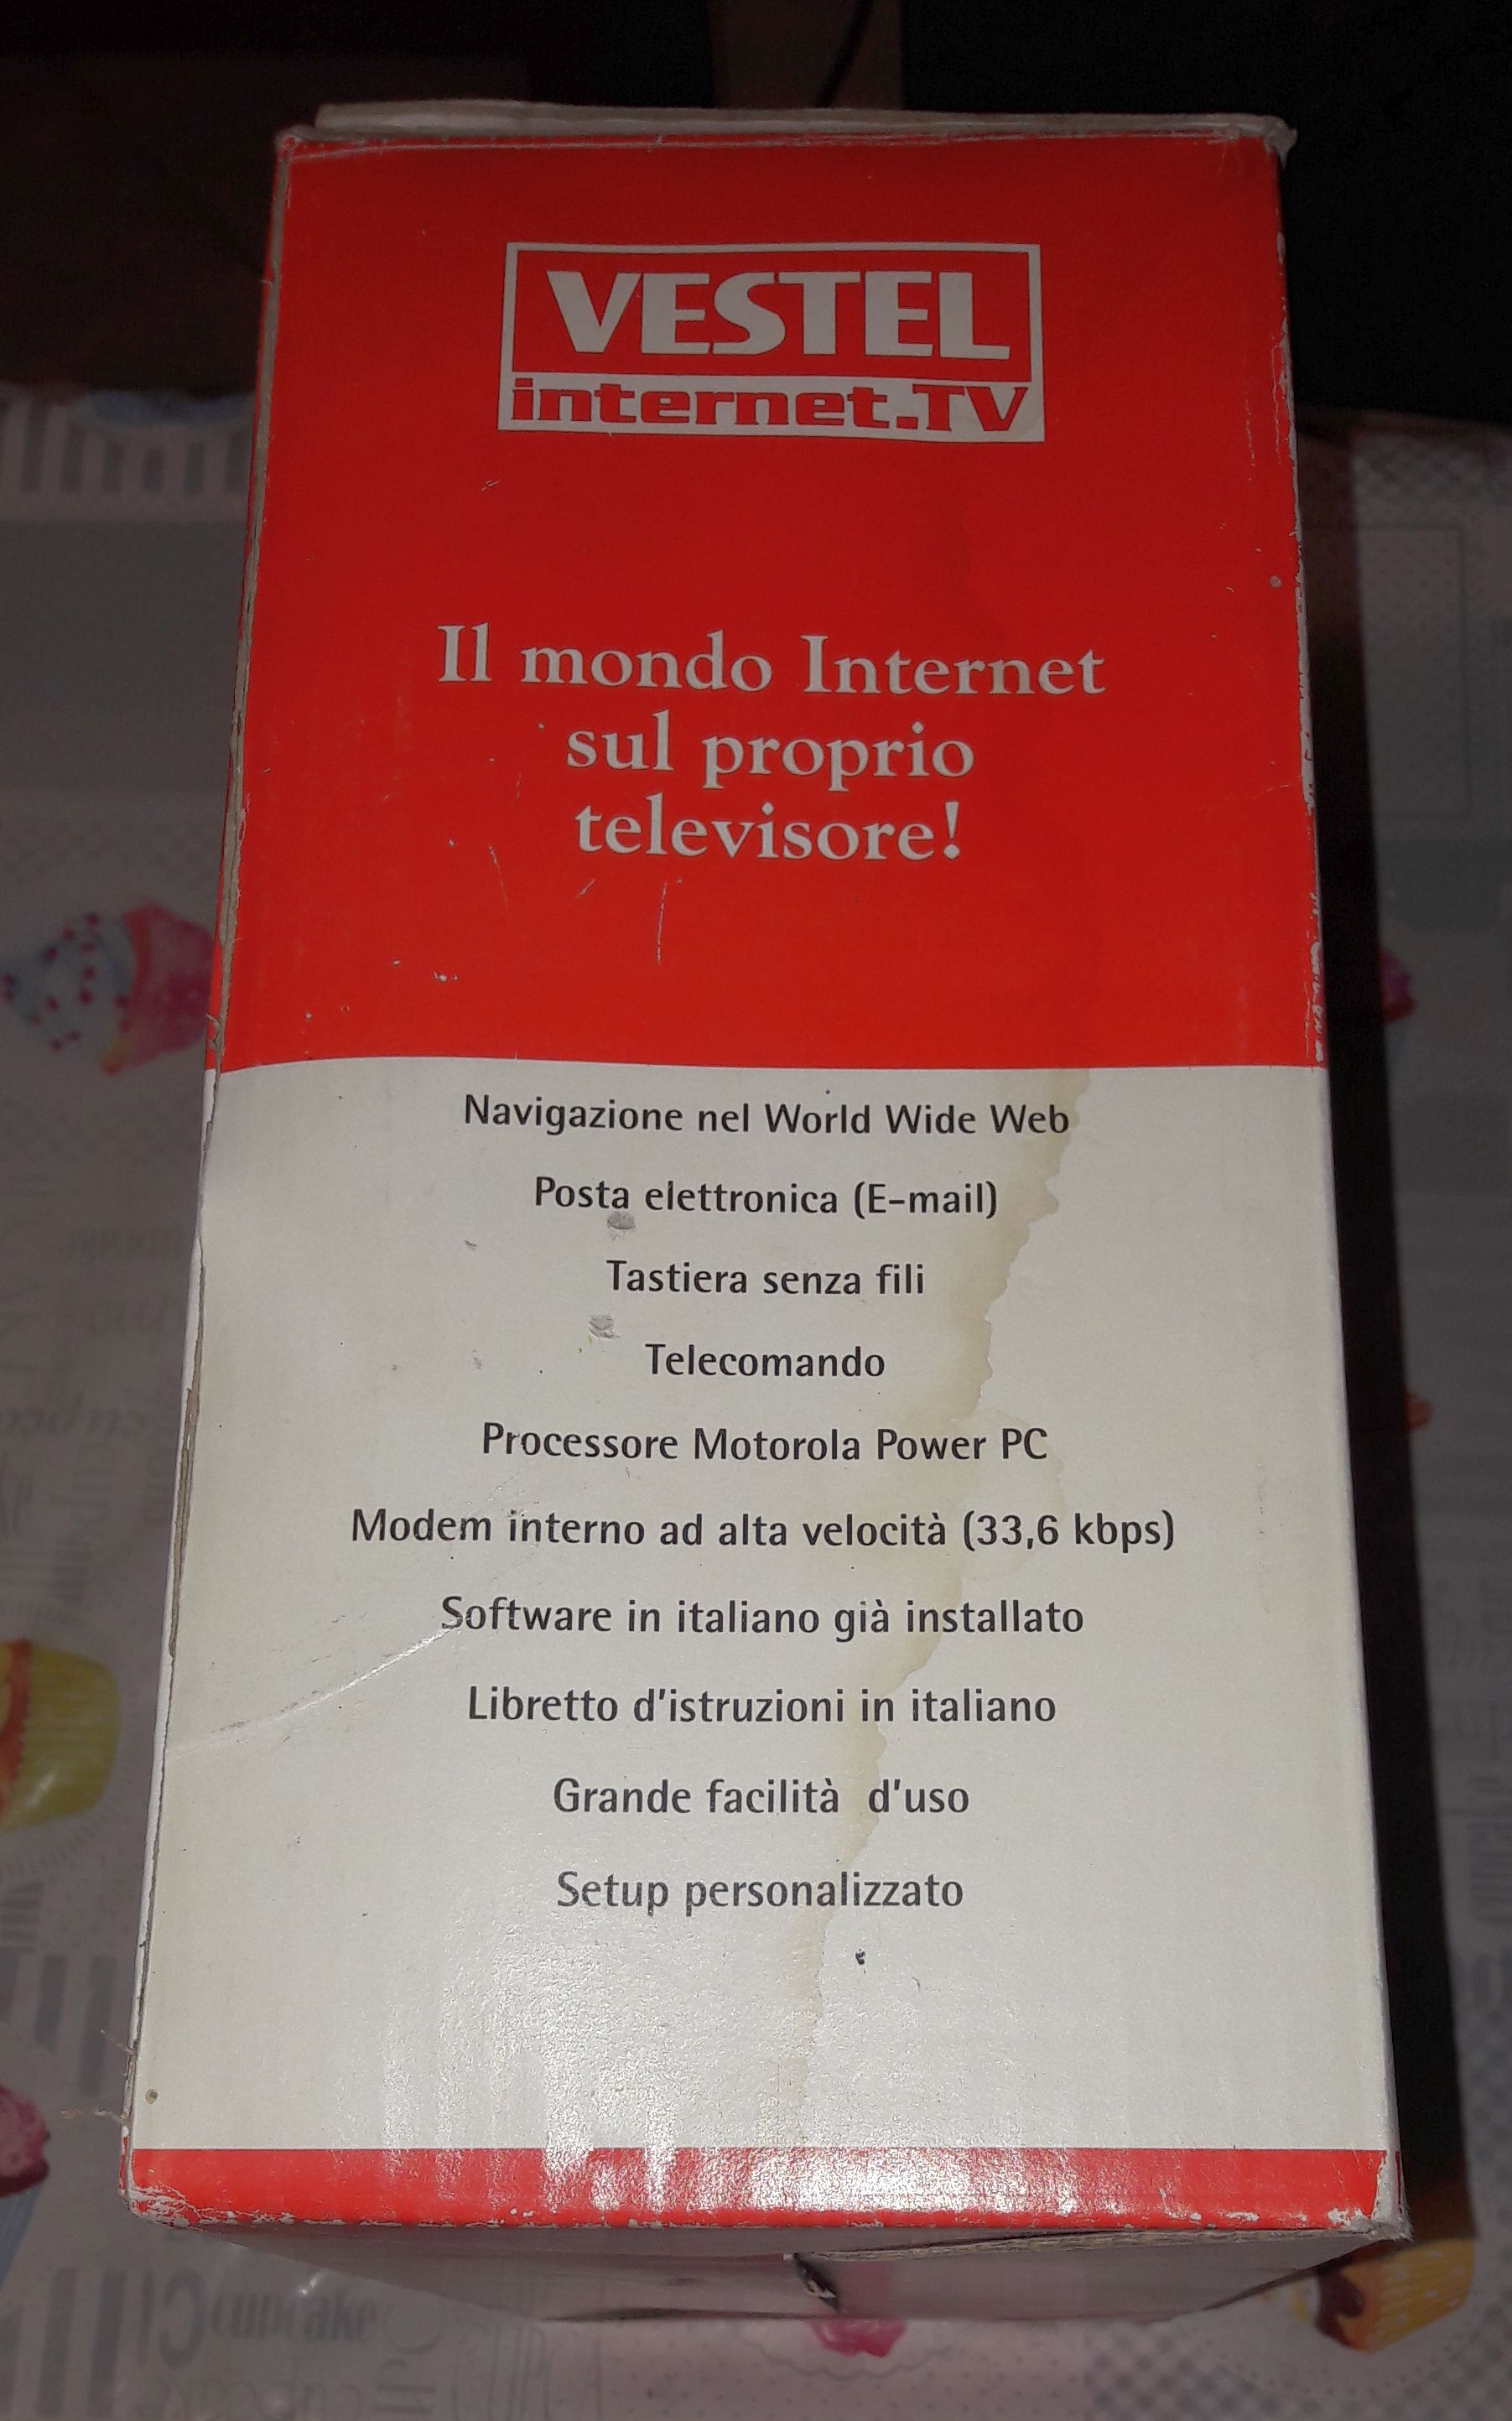 VESTEL
internet.TV
Il mondo Internet
sul proprio
televisore!
Navigazione nel World Wide Web
Posta elettronica (E-mail)
Tastiera senza fili
Telecomando
Processore Motorola Power PC
Modem interno ad alta velocità (33,6 kbps)
Software in italiano già installato
Libretto d'istruzioni in italiano
Grande facilità d'uso
Setup personalizzato
cupcake
cupcake